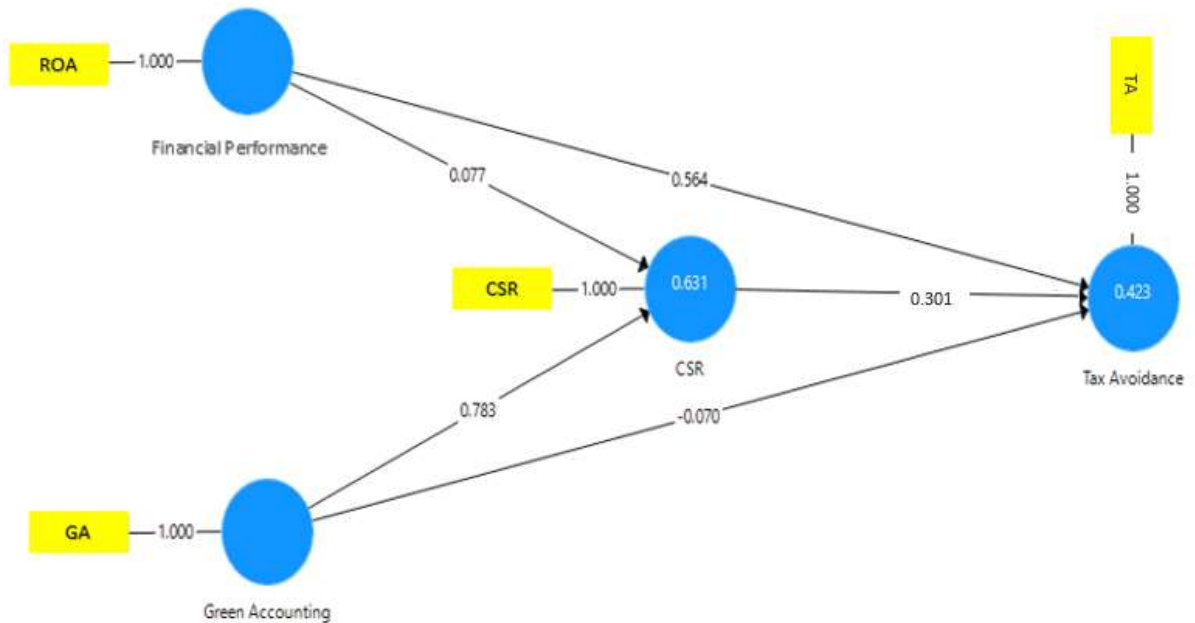 ROA
1.000
Financial Performance
TA
1.000
0.077
0.564
CSR
1.000
0.631
0.301
0.423
CSR
Tax Avoidance
0.783
-0.070
GA
1.000
Green Accounting